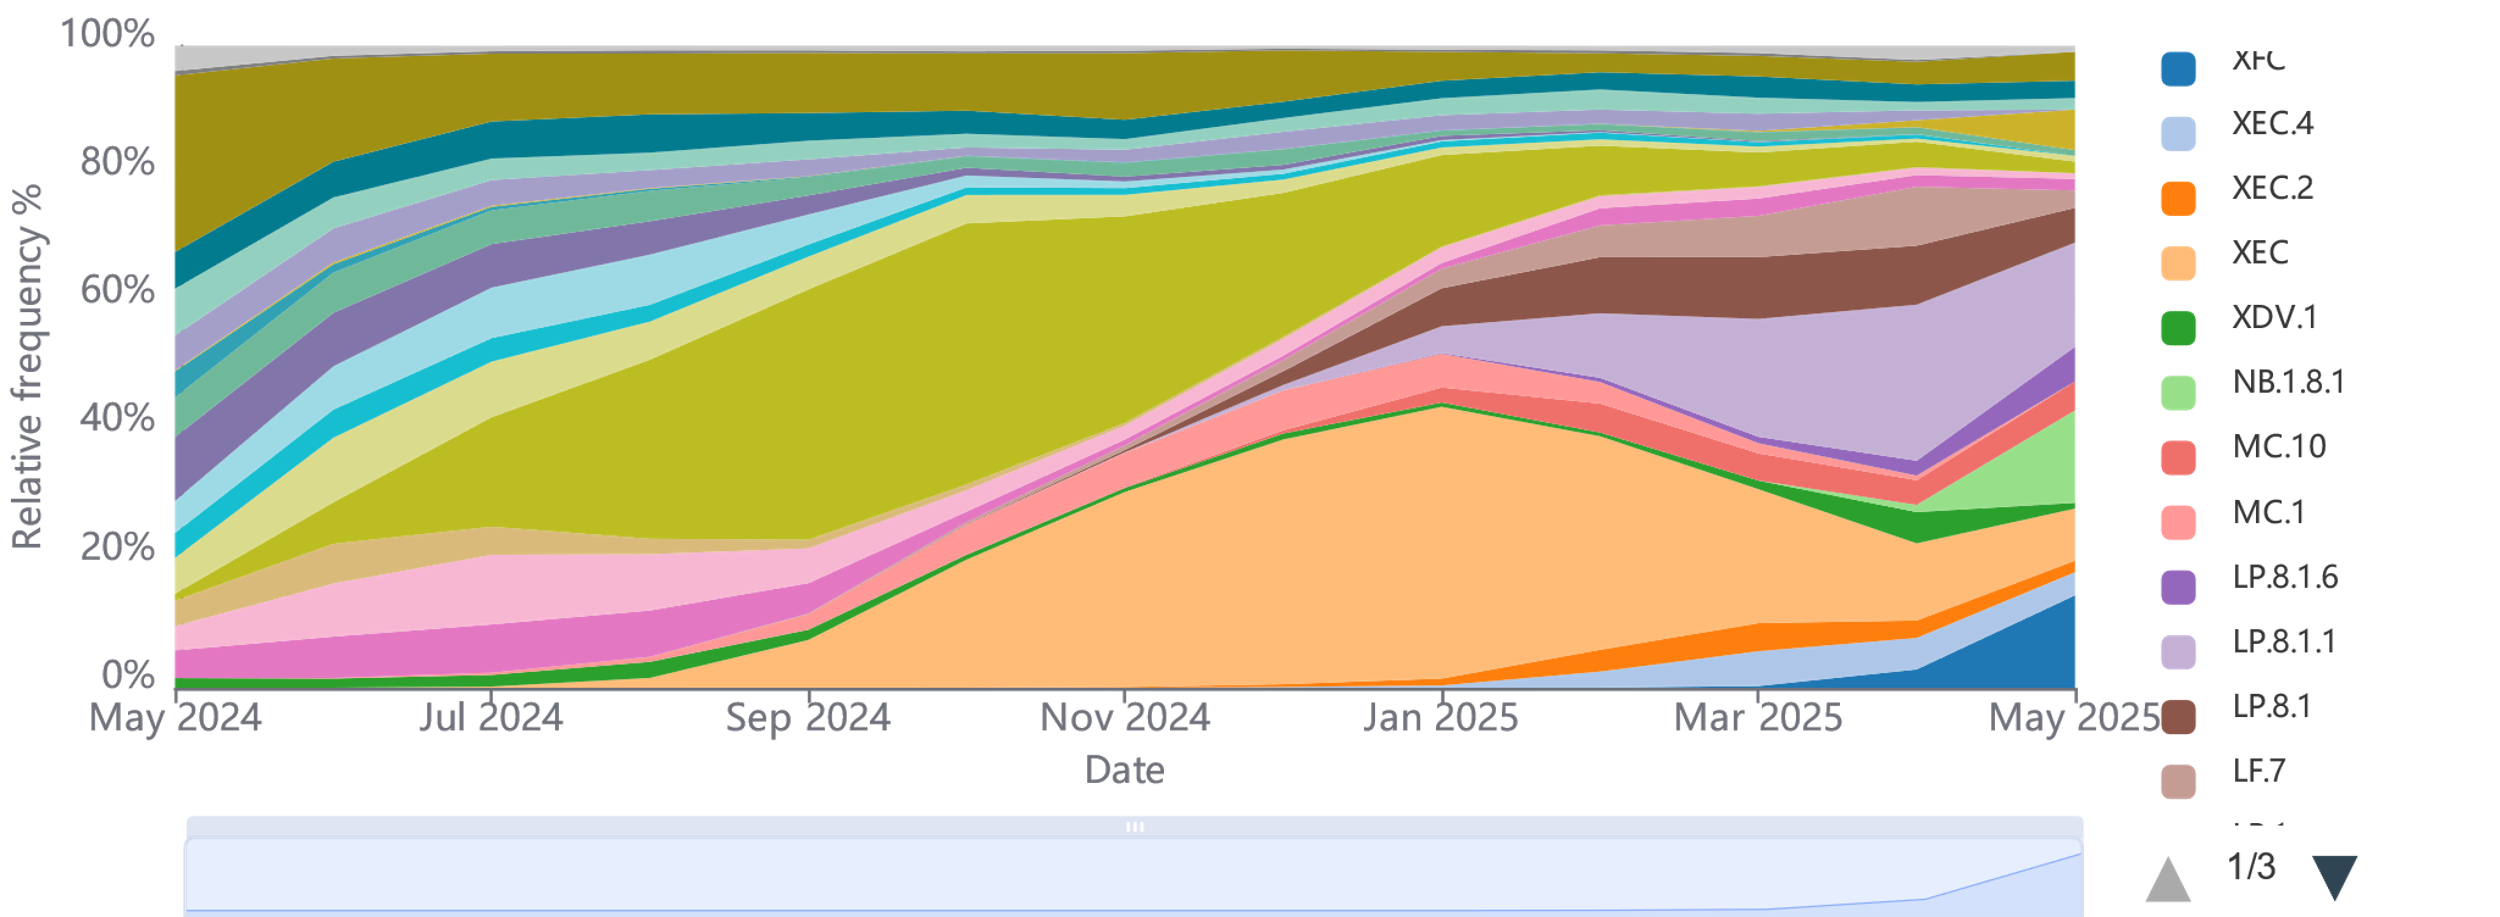 100%
80%
60%
40%
20%
0%
Relative frequency %
May 2024
Jul 2024
Sep 2024
Nov 2024
Jan 2025
Mar 2025
May 2025
Date
XEC.4
XEC.2
XEC
XDV.1
NB.1.8.1
MC.10
MC.1
LP.8.1.6
LP.8.1.1
LP.8.1
LF.7
1/3